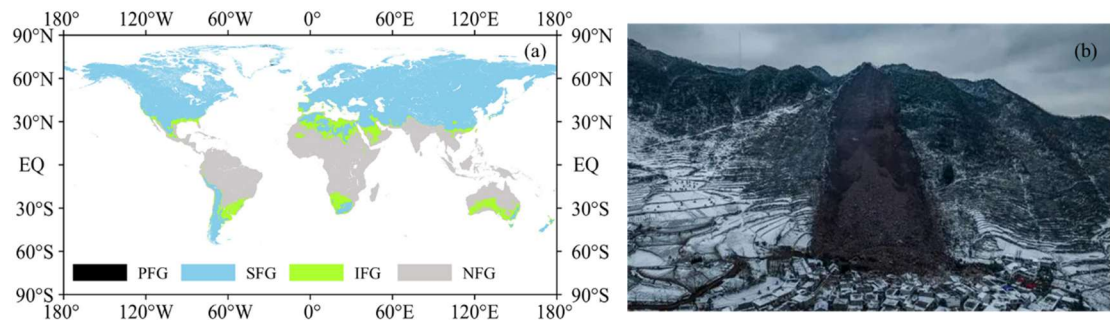 180° 120°W 60°W 0° 60°E 120°E 180°
90°N 90°N
(a)
(b)
60°N 60°N
30°N 30°N
EQ EQ
30°S 30°S
60°S 60°S
PFG SFG IFG NFG
90°S 90°S
180° 120°W 60°W 0° 60°E 120°E 180°